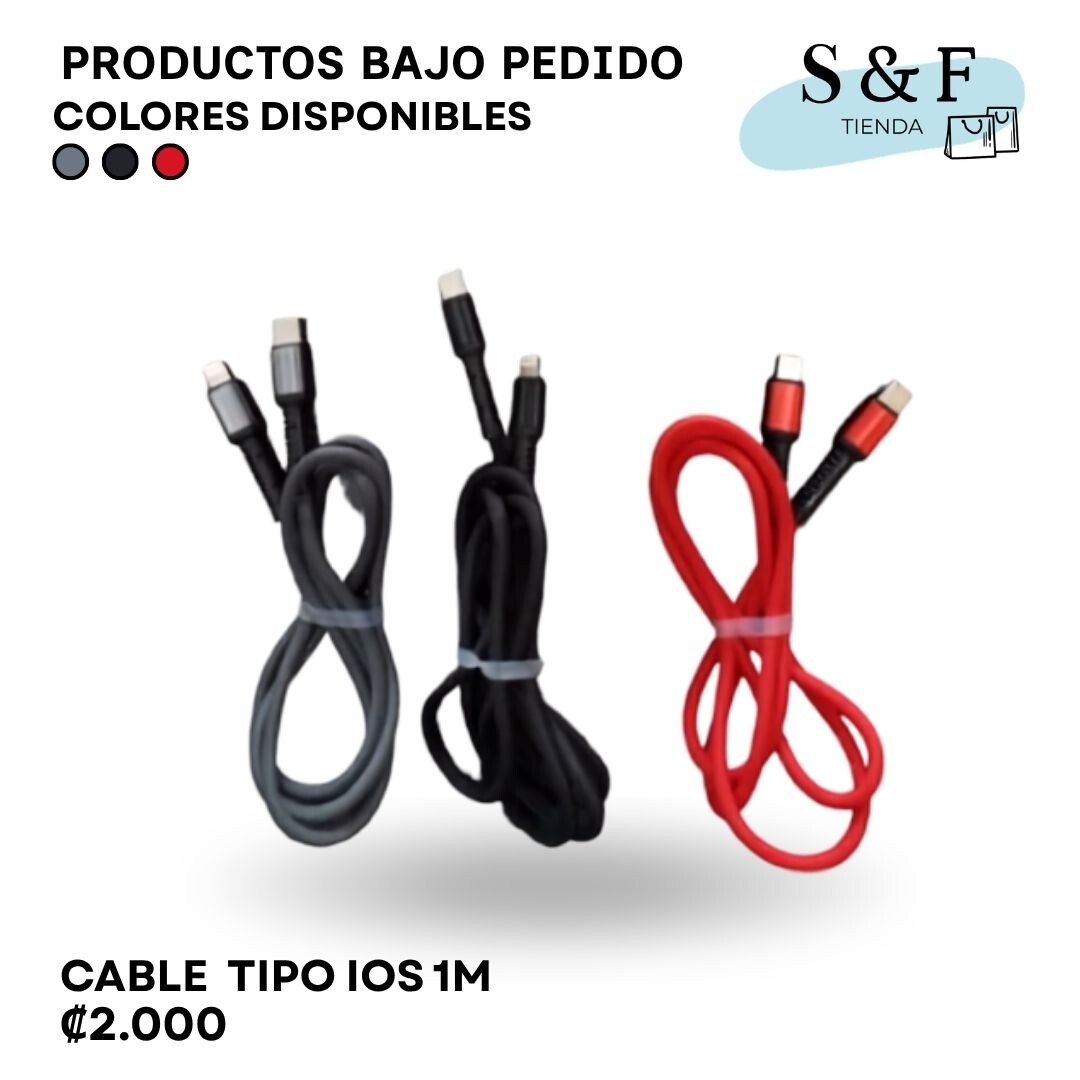 PRODUCTOS BAJO PEDIDO
COLORES DISPONIBLES
S & F
TIENDA
CABLE TIPO IOS 1M
₡2.000